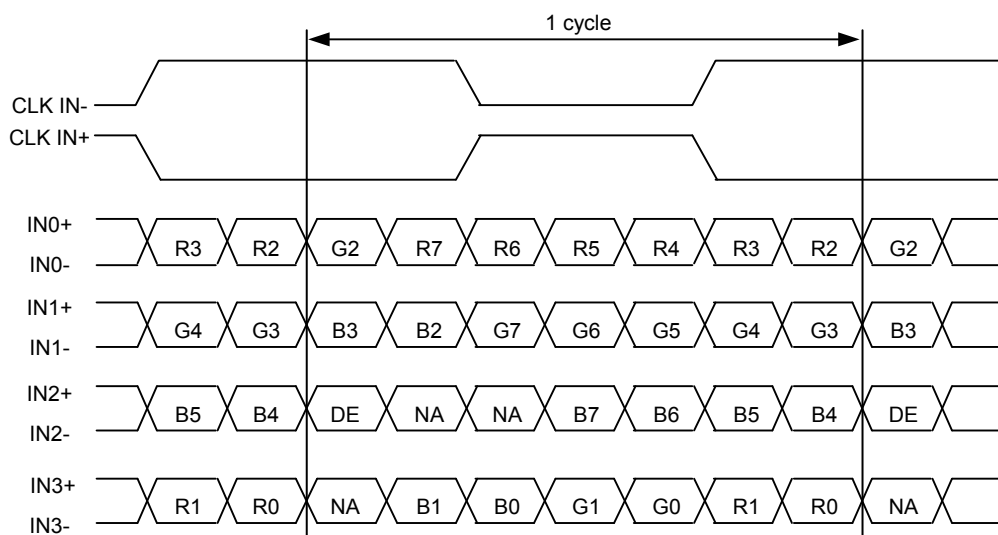 1 cycle
CLK IN-
CLK IN+
IN0+
R3 R2 G2 R7 R6 R5 R4 R3 R2 G2
IN0-
IN1+
G4 G3 B3 B2 G7 G6 G5 G4 G3 B3
IN1-
IN2+
B5 B4 DE NA NA B7 B6 B5 B4 DE
IN2-
IN3+
R1 R0 NA B1 B0 G1 G0 R1 R0 NA
IN3-